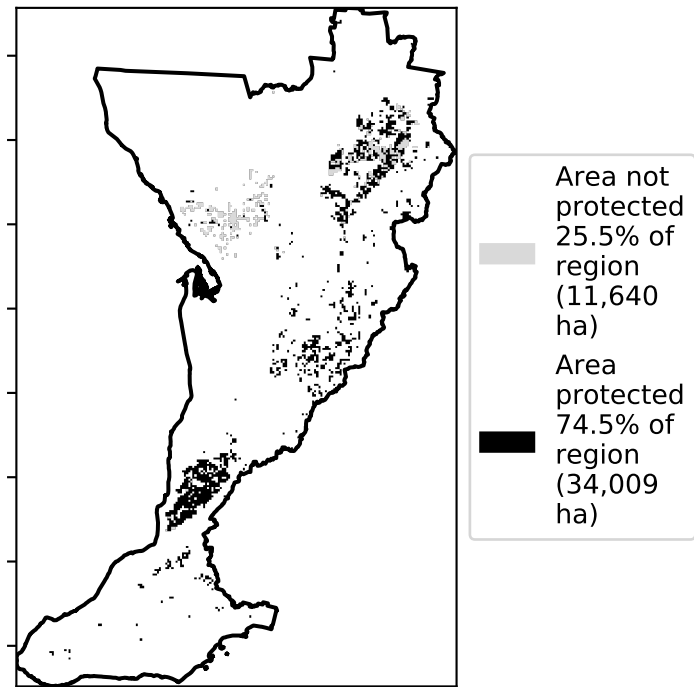 Area not
protected
25.5% of
region
(11,640
ha)
Area
protected
74.5% of
region
(34,009
ha)